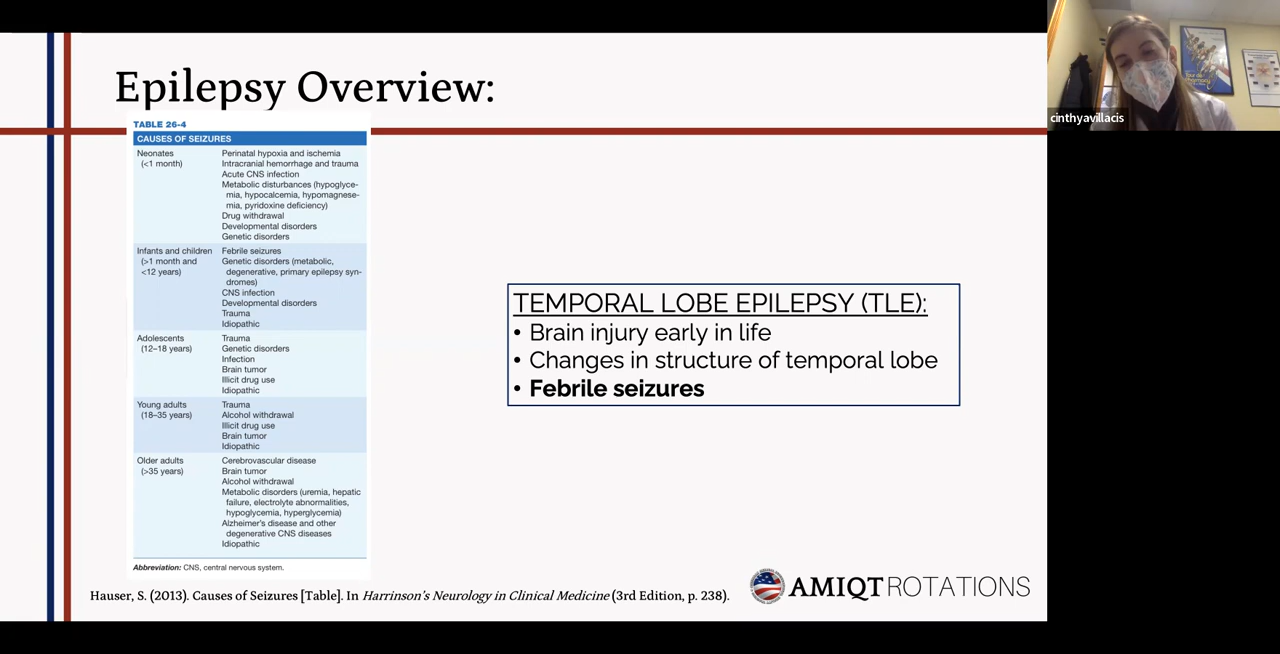 Epilepsy Overview:
TABLE 26-4
CAUSES OF SEIZURES
Neonates
(<1 month)
Perinatal hypoxia and ischemia
Intracranial hemorrhage and trauma
Acute CNS infection
Metabolic disturbances (hypoglyce-
mia, hypocalcemia, hypomagnese-
mia, pyridoxine deficiency)
Drug withdrawal
Developmental disorders
Genetic disorders
Infants and children
(>1 month and
<12 years)
Febrile seizures
Genetic disorders (metabolic,
degenerative, primary epilepsy syn-
dromes)
CNS infection
Developmental disorders
Trauma
Idiopathic
Adolescents
(12–18 years)
Trauma
Genetic disorders
Infection
Brain tumor
Illicit drug use
Idiopathic
Young adults
(18–35 years)
Trauma
Alcohol withdrawal
Illicit drug use
Brain tumor
Idiopathic
Older adults
(>35 years)
Cerebrovascular disease
Brain tumor
Alcohol withdrawal
Metabolic disorders (uremia, hepatic
failure, electrolyte abnormalities,
hypoglycemia, hyperglycemia)
Alzheimer's disease and other
degenerative CNS diseases
Idiopathic
Abbreviation: CNS, central nervous system.
TEMPORAL LOBE EPILEPSY (TLE):
• Brain injury early in life
• Changes in structure of temporal lobe
• Febrile seizures
Hauser, S. (2013). Causes of Seizures [Table]. In Harrinson's Neurology in Clinical Medicine (3rd Edition, p. 238).
AMIQT ROTATIONS
cinthyavillacis